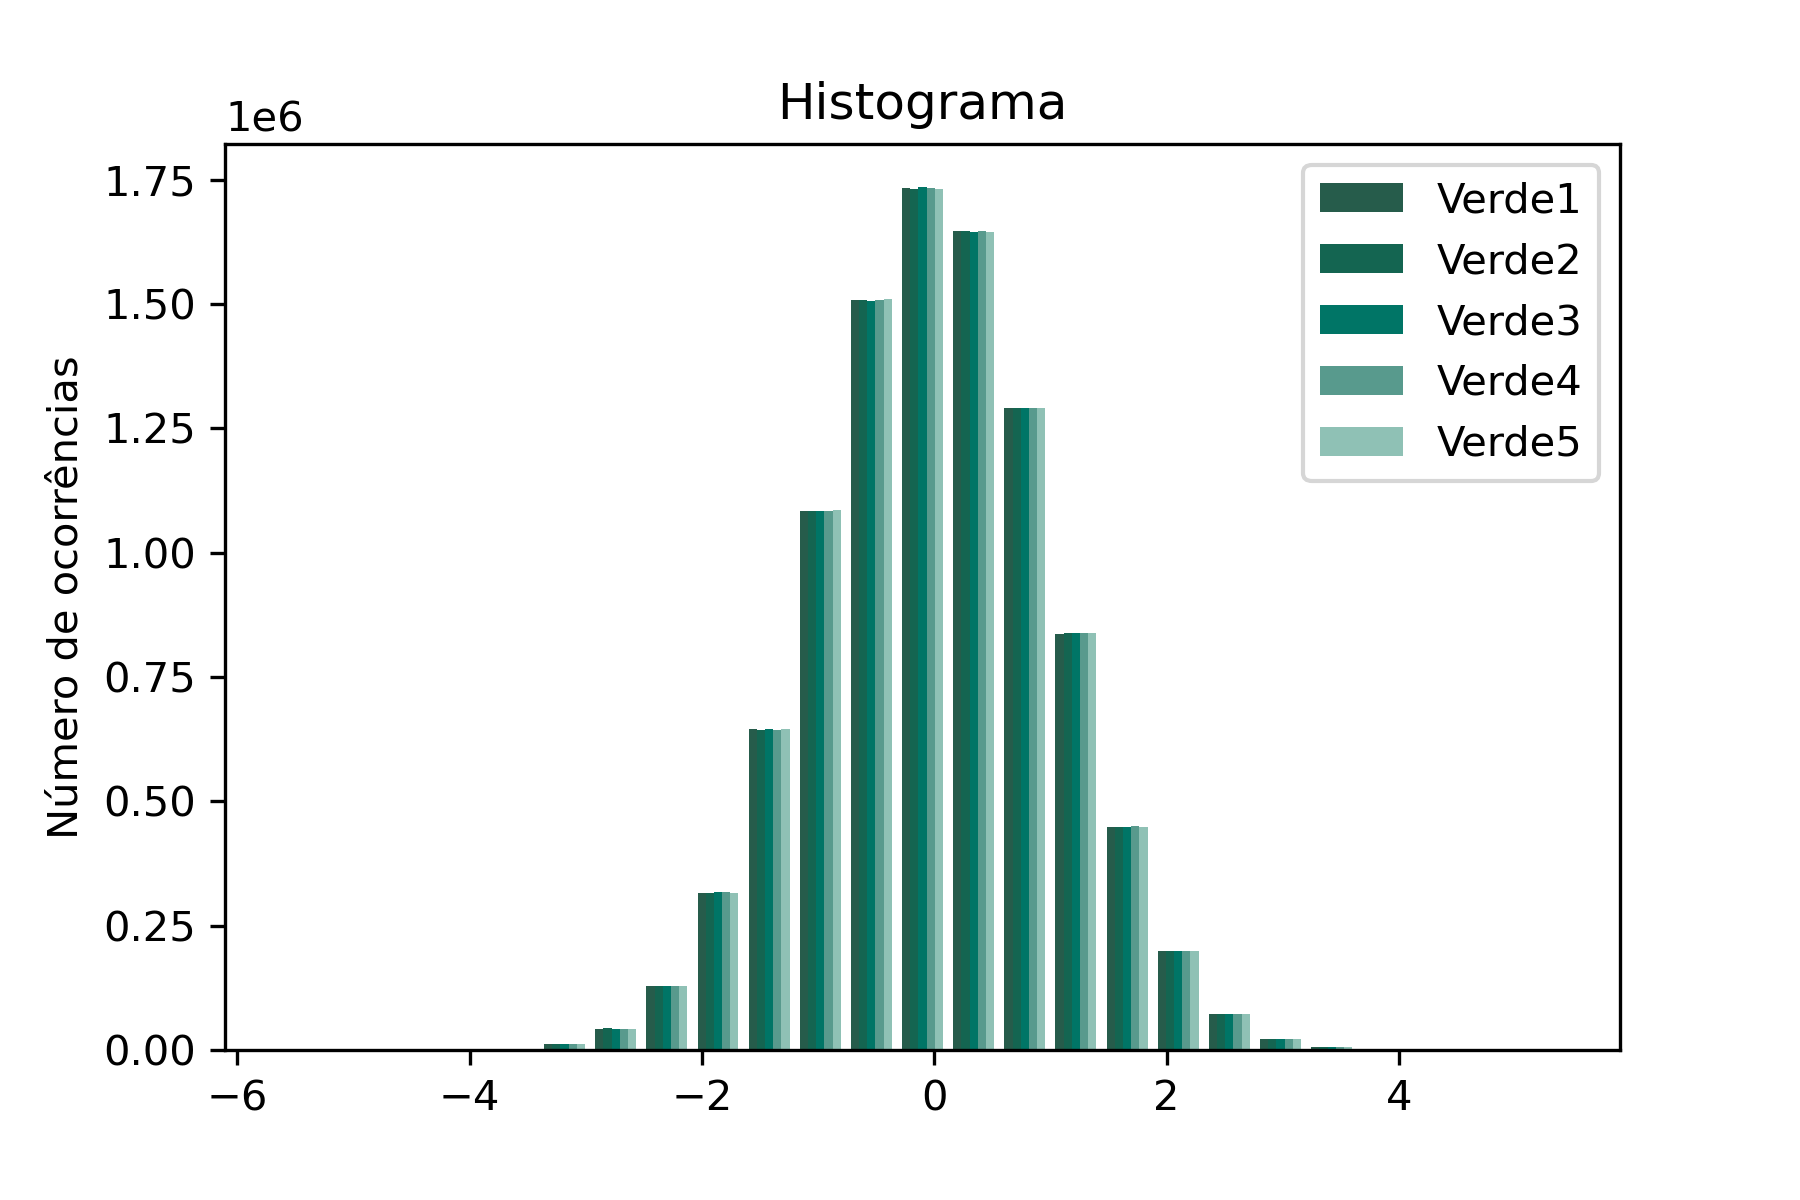 Histograma
1e6
1.75
1.50
1.25
1.00
0.75
0.50
0.25
0.00
Número de ocorrências
−6 −4 −2 0 2 4
Verde1
Verde2
Verde3
Verde4
Verde5